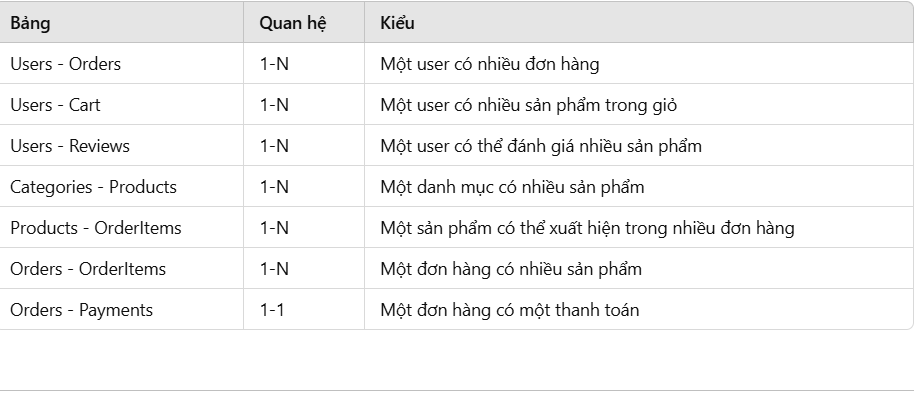 Bảng Quan hệ Kiểu
Users - Orders 1-N Một user có nhiều đơn hàng
Users - Cart 1-N Một user có nhiều sản phẩm trong giỏ
Users - Reviews 1-N Một user có thể đánh giá nhiều sản phẩm
Categories - Products 1-N Một danh mục có nhiều sản phẩm
Products - OrderItems 1-N Một sản phẩm có thể xuất hiện trong nhiều đơn hàng
Orders - OrderItems 1-N Một đơn hàng có nhiều sản phẩm
Orders - Payments 1-1 Một đơn hàng có một thanh toán